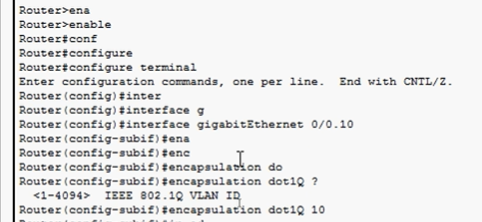 Router>ena
Router>enable
Router#conf
Router#configure
Router#configure terminal
Enter configuration commands, one per line.  End with CNTL/Z.
Router(config)#inter
Router(config)#interface g
Router(config)#interface gigabitEthernet 0/0.10
Router(config-subif)#ena
Router(config-subif)#enc
Router(config-subif)#encapsulation do
Router(config-subif)#encapsulation dot1Q ?
  <1-4094>  IEEE 802.1Q VLAN ID
Router(config-subif)#encapsulation dot1Q 10